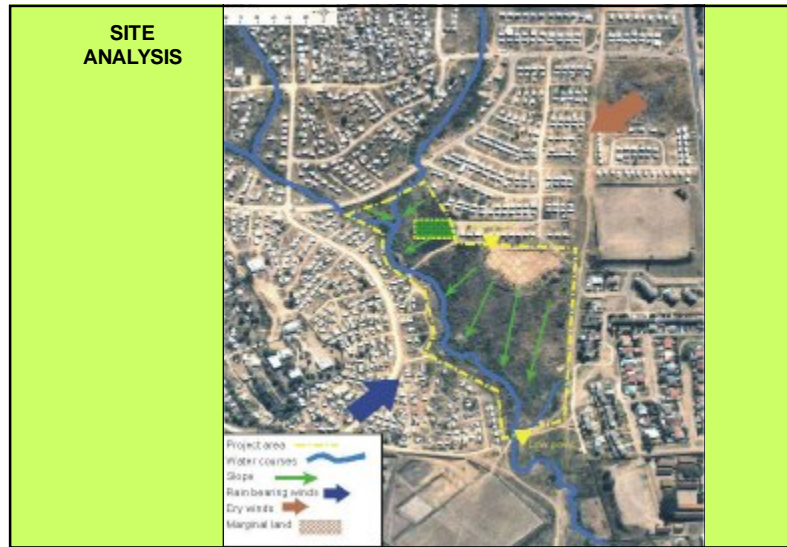 SITE
ANALYSIS
Project area
Water courses
Slope
Rain bearing winds
Dry winds
Marginal land